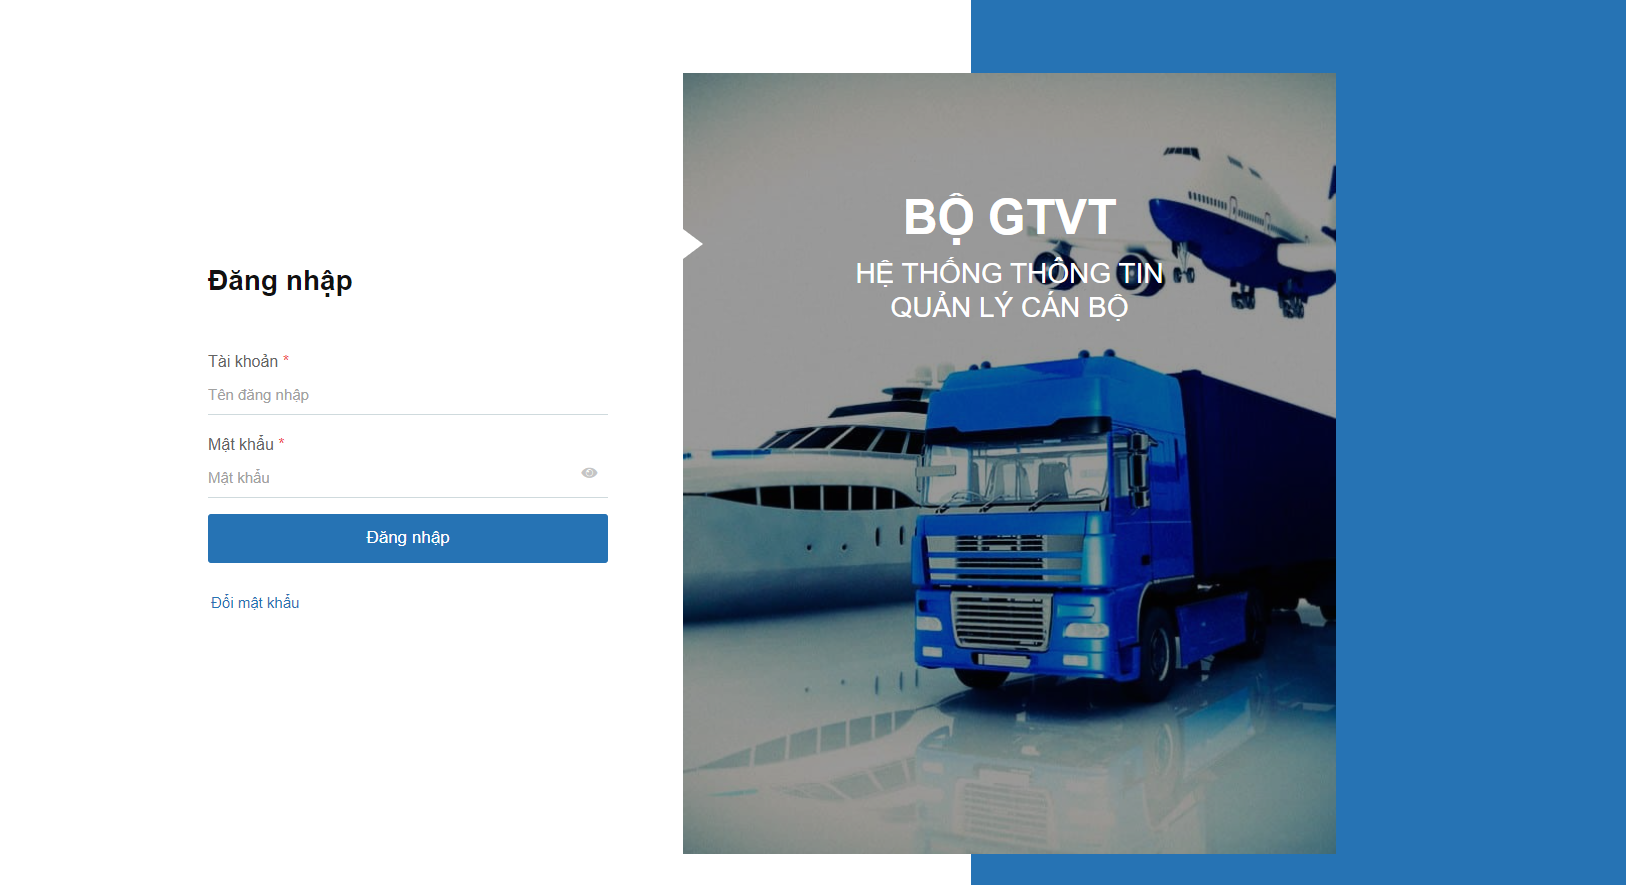 Đăng nhập
Tài khoản *
Tên đăng nhập
Mật khẩu *
Mật khẩu
Đăng nhập
Đổi mật khẩu
BỘ GTVT
HỆ THỐNG THÔNG TIN
QUẢN LÝ CÁN BỘ